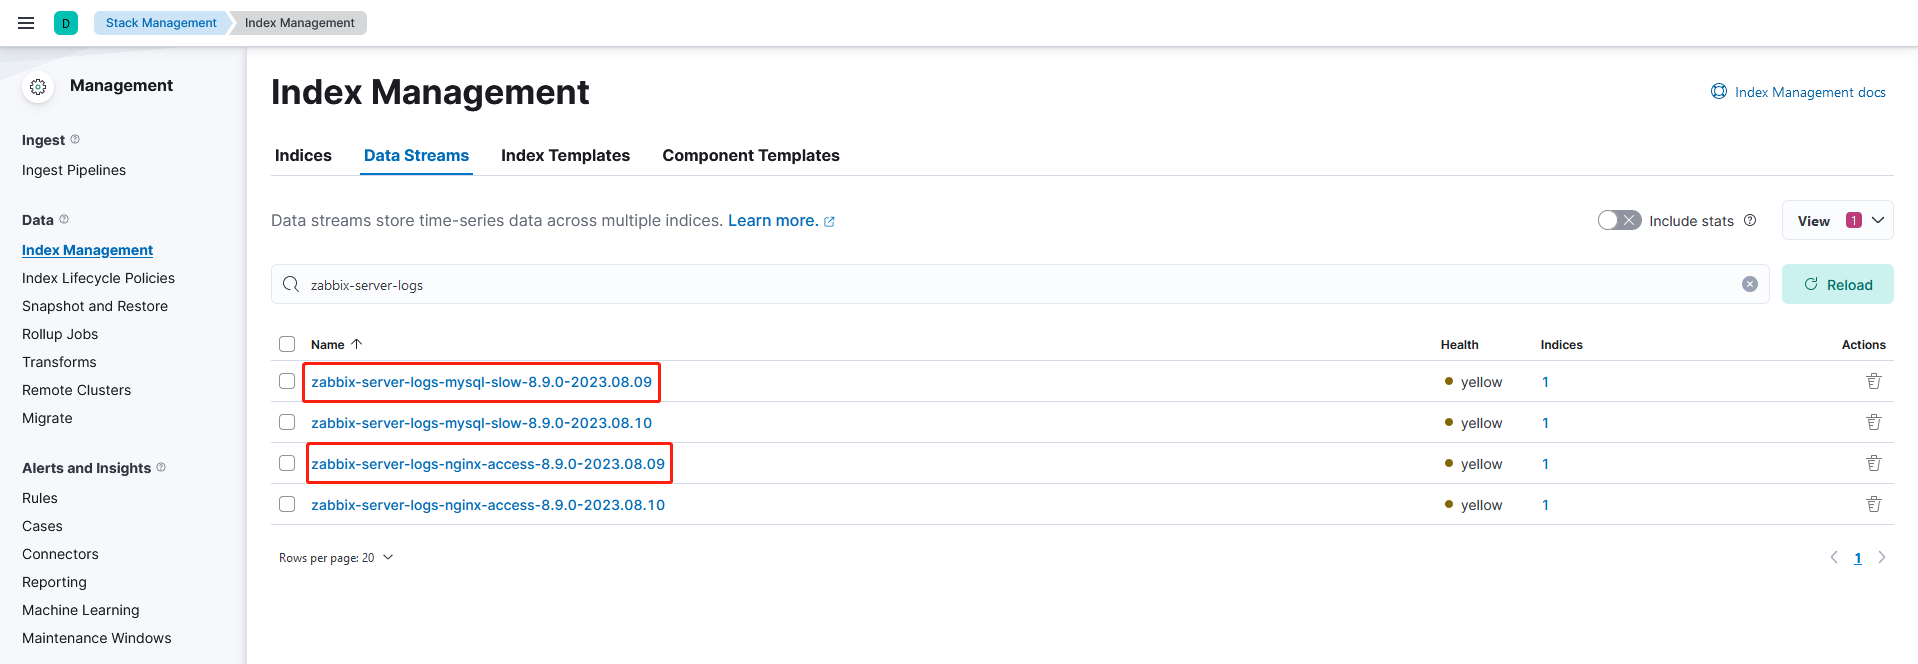 D Stack Management Index Management
Management
Ingest
Ingest Pipelines
Data
Index Management
Index Lifecycle Policies
Snapshot and Restore
Rollup Jobs
Transforms
Remote Clusters
Migrate
Alerts and Insights
Rules
Cases
Connectors
Reporting
Machine Learning
Maintenance Windows
Index Management
Index Management docs
Indices Data Streams Index Templates Component Templates
Data streams store time-series data across multiple indices. Learn more.
Include stats
View 1
zabbix-server-logs
Reload
Name Health Indices Actions
zabbix-server-logs-mysql-slow-8.9.0-2023.08.09 yellow 1
zabbix-server-logs-mysql-slow-8.9.0-2023.08.10 yellow 1
zabbix-server-logs-nginx-access-8.9.0-2023.08.09 yellow 1
zabbix-server-logs-nginx-access-8.9.0-2023.08.10 yellow 1
Rows per page: 20
1